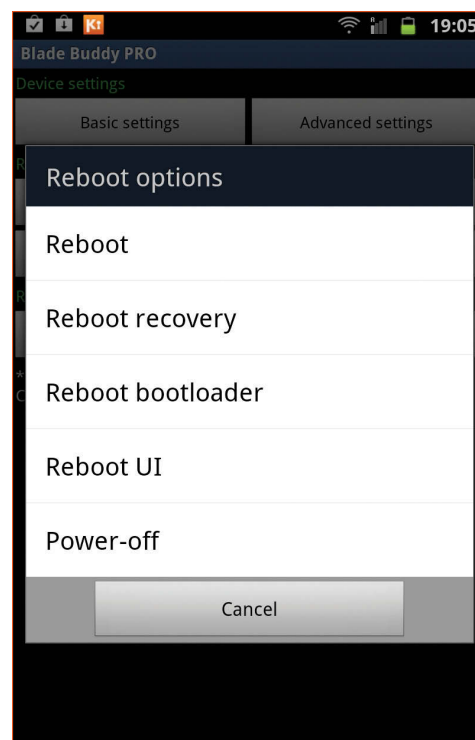 19:05
Blade Buddy PRO
Device settings
Basic settings
Advanced settings
R
Reboot options
Reboot
Reboot recovery
Reboot bootloader
Reboot UI
R
*
C
Power-off
Cancel